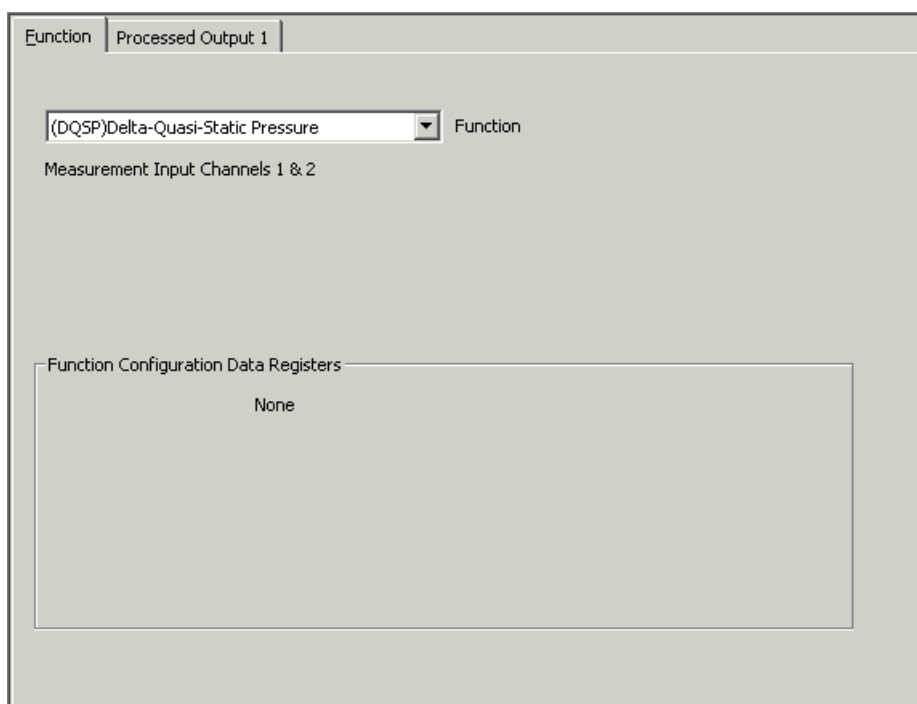 Function Processed Output 1
(DQSP)Delta-Quasi-Static Pressure Function
Measurement Input Channels 1 & 2
Function Configuration Data Registers
None